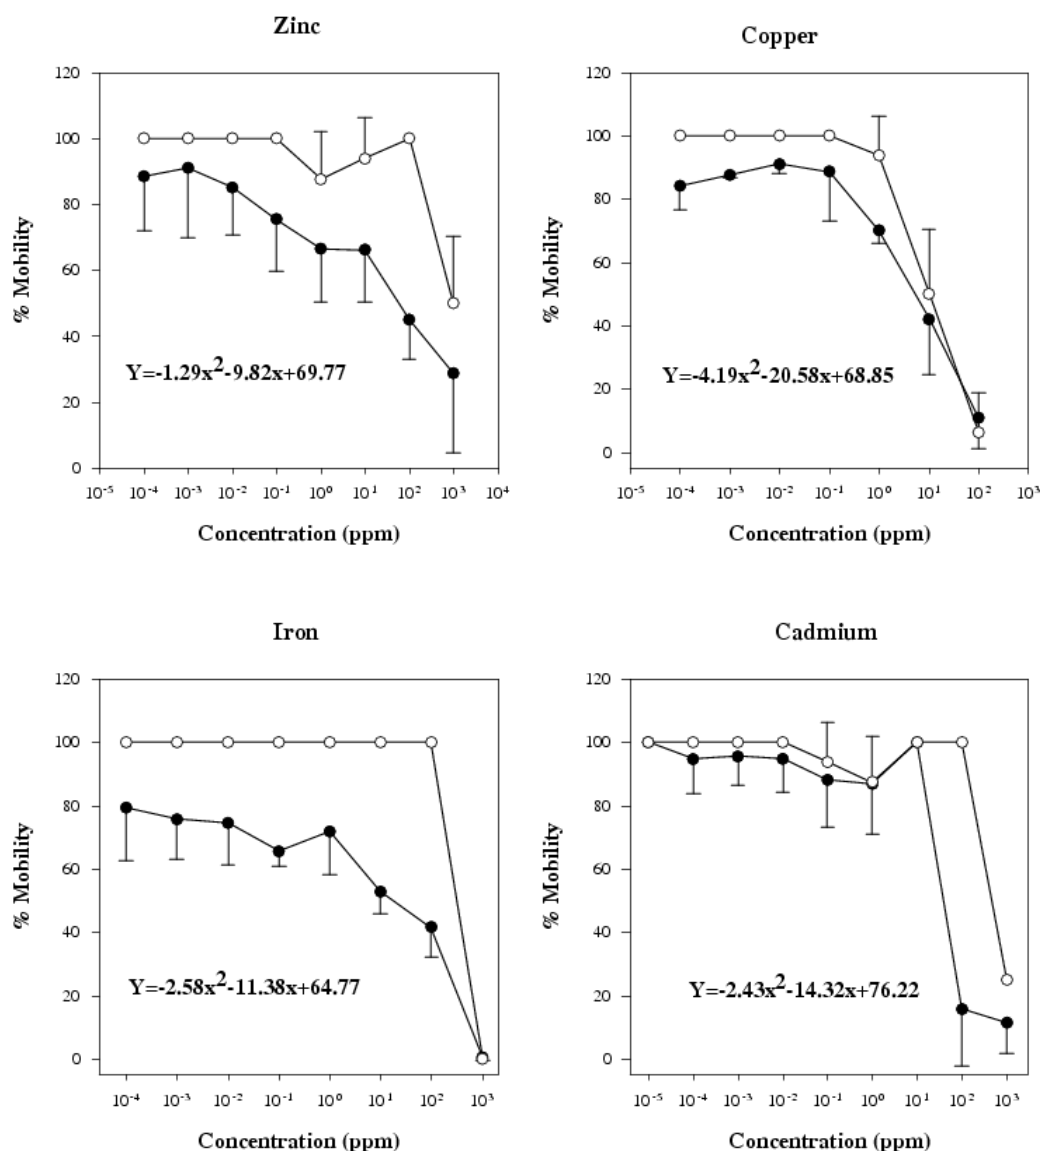 Zinc
120
100
80
60
40
20
0
% Mobility
Y=-1.29x²-9.82x+69.77
10⁻⁵ 10⁻⁴ 10⁻³ 10⁻² 10⁻¹ 10⁰ 10¹ 10² 10³ 10⁴
Concentration (ppm)
Copper
120
100
80
60
40
20
0
% Mobility
Y=-4.19x²-20.58x+68.85
10⁻⁵ 10⁻⁴ 10⁻³ 10⁻² 10⁻¹ 10⁰ 10¹ 10² 10³
Concentration (ppm)
Iron
120
100
80
60
40
20
0
% Mobility
Y=-2.58x²-11.38x+64.77
10⁻⁴ 10⁻³ 10⁻² 10⁻¹ 10⁰ 10¹ 10² 10³
Concentration (ppm)
Cadmium
120
100
80
60
40
20
0
% Mobility
Y=-2.43x²-14.32x+76.22
10⁻⁵ 10⁻⁴ 10⁻³ 10⁻² 10⁻¹ 10⁰ 10¹ 10² 10³
Concentration (ppm)